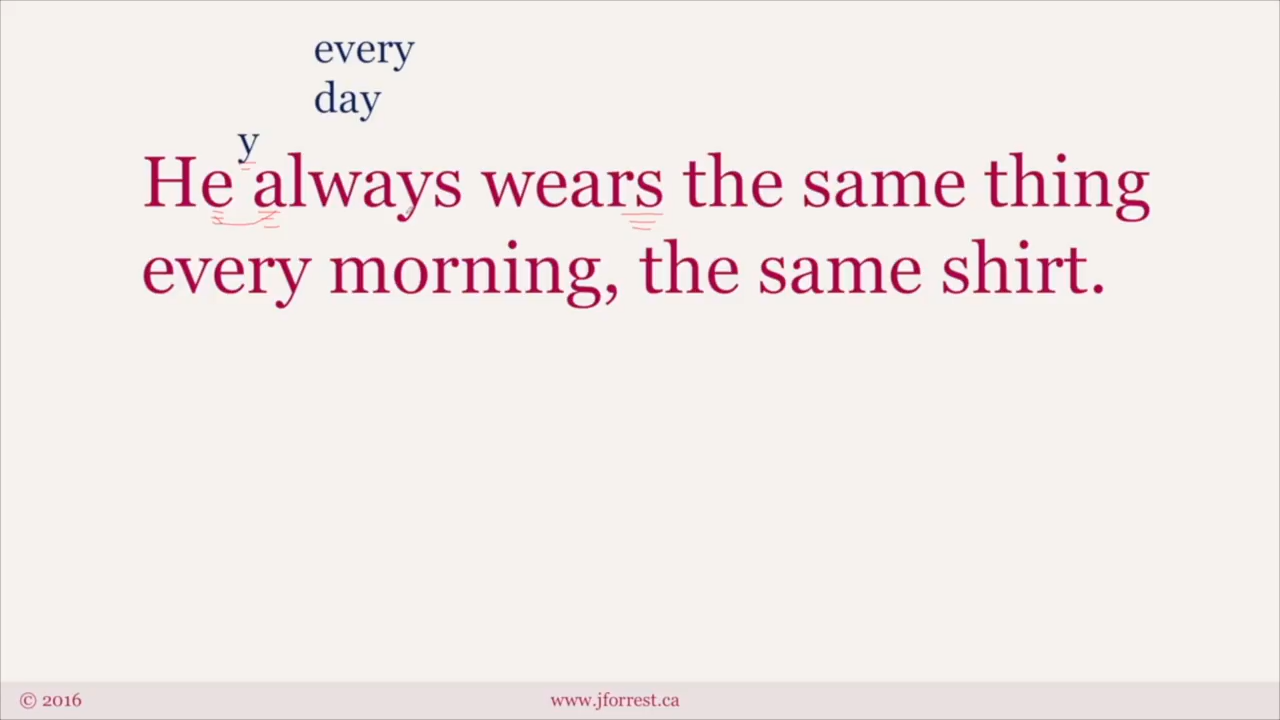 every
day
y
He always wears the same thing
every morning, the same shirt.
© 2016
www.jforrest.ca